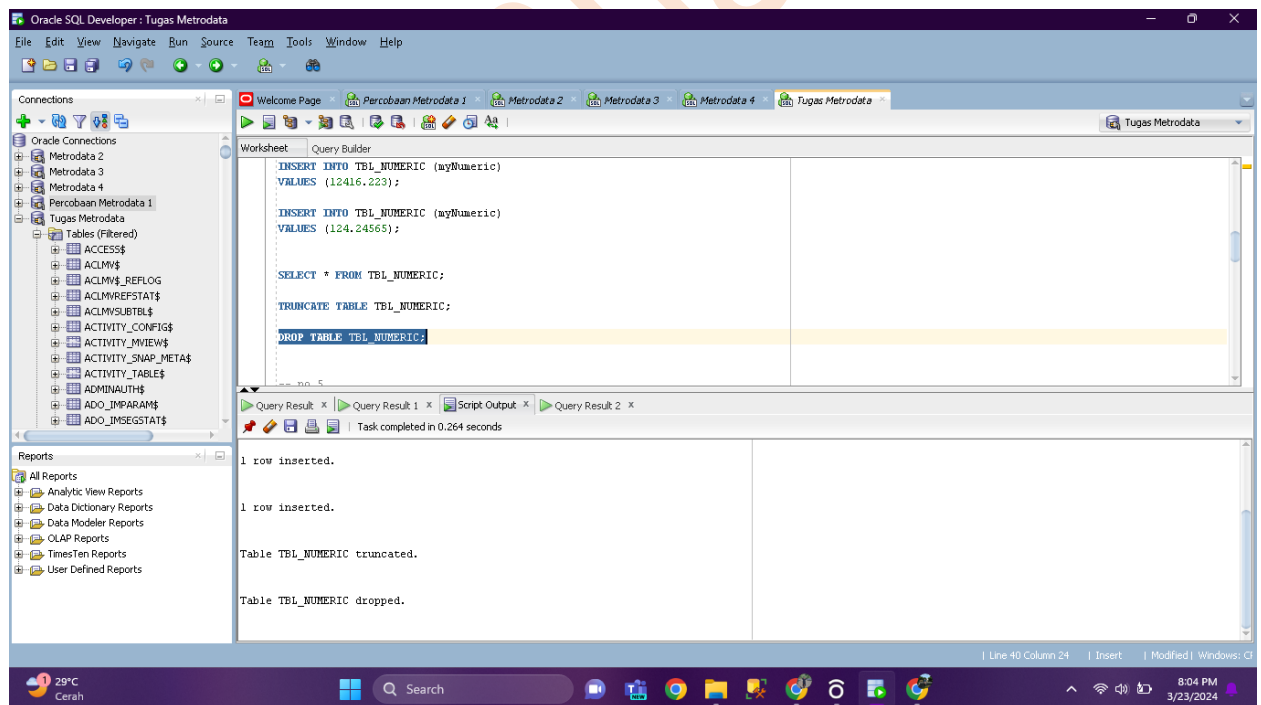 Oracle SQL Developer : Tugas Metrodata
File Edit View Navigate Run Source Team Tools Window Help
Connections
Oracle Connections
Metrodata 2
Metrodata 3
Metrodata 4
Percobaan Metrodata 1
Tugas Metrodata
Tables (Filtered)
ACCESS$
ACLMV$
ACLMV$_REFLOG
ACLMVREFSTAT$
ACLMVSUBTBL$
ACTIVITY_CONFIG$
ACTIVITY_MVIEW$
ACTIVITY_SNAP_META$
ACTIVITY_TABLE$
ADMINAUTH$
ADO_IMPARAM$
ADO_IMSEGSTAT$
Reports
All Reports
Analytic View Reports
Data Dictionary Reports
Data Modeler Reports
OLAP Reports
TimesTen Reports
User Defined Reports
Welcome Page Percobaan Metrodata 1 Metrodata 2 Metrodata 3 Metrodata 4 Tugas Metrodata
Tugas Metrodata
Worksheet Query Builder
INSERT INTO TBL_NUMERIC (myNumeric)
VALUES (12416.223);
INSERT INTO TBL_NUMERIC (myNumeric)
VALUES (124.24565);
SELECT * FROM TBL_NUMERIC;
TRUNCATE TABLE TBL_NUMERIC;
DROP TABLE TBL_NUMERIC;
-- no 5
Query Result Query Result 1 Script Output Query Result 2
Task completed in 0.264 seconds
1 row inserted.
1 row inserted.
Table TBL_NUMERIC truncated.
Table TBL_NUMERIC dropped.
Line 40 Column 24 Insert Modified Windows:
29°C
Cerah
Search
8:04 PM
3/23/2024